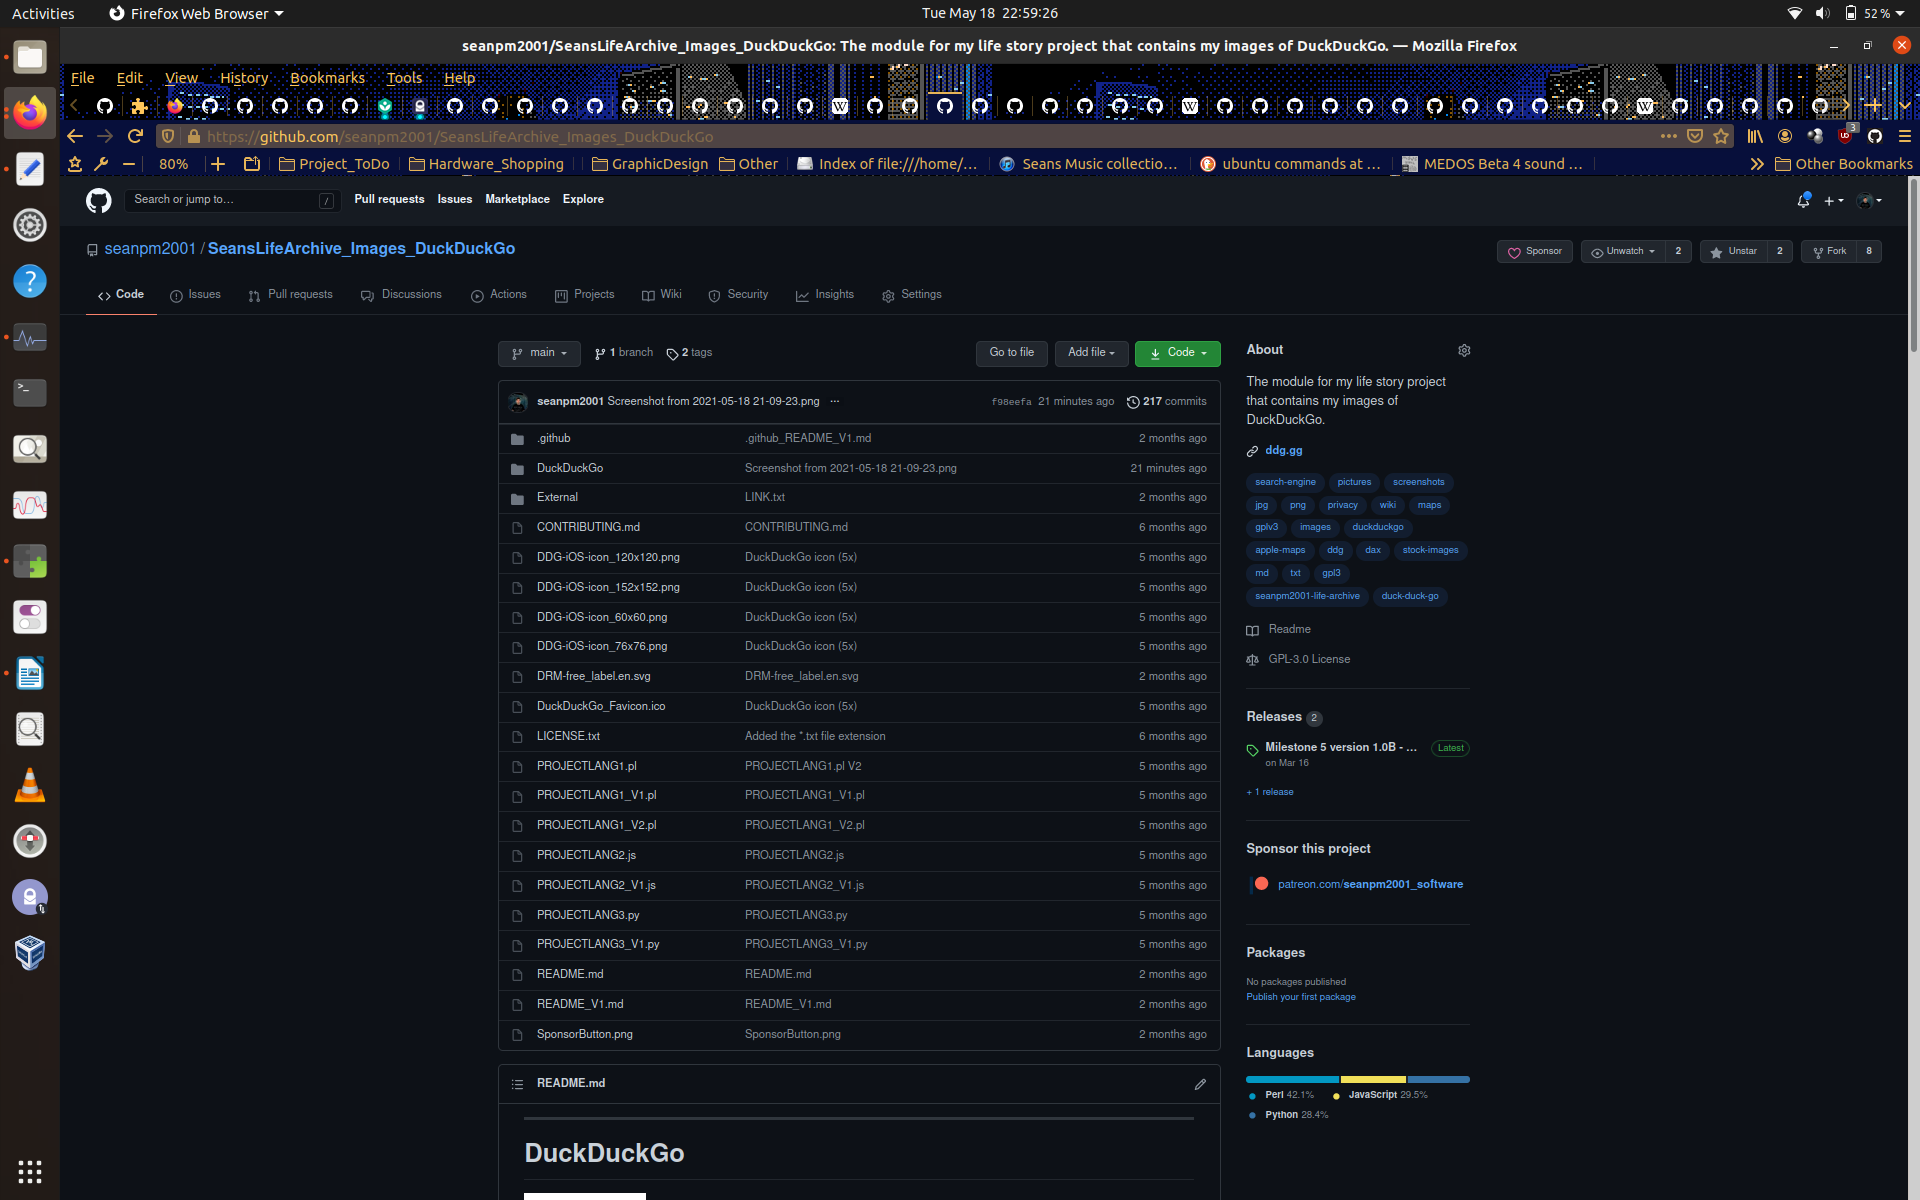 Activities Firefox Web Browser Tue May 18 22:59:26 52 %
seanpm2001/SeansLifeArchive_Images_DuckDuckGo: The module for my life story project that contains my images of DuckDuckGo. — Mozilla Firefox
File Edit View History Bookmarks Tools Help
https://github.com/seanpm2001/SeansLifeArchive_Images_DuckDuckGo 3
80% Project_ToDo Hardware_Shopping GraphicDesign Other Index of file:///home/… Seans Music collectio… ubuntu commands at … MEDOS Beta 4 sound … Other Bookmarks
Search or jump to… / Pull requests Issues Marketplace Explore
seanpm2001 / SeansLifeArchive_Images_DuckDuckGo Sponsor Unwatch 2 Unstar 2 Fork 8
Code Issues Pull requests Discussions Actions Projects Wiki Security Insights Settings
main 1 branch 2 tags Go to file Add file Code
seanpm2001 Screenshot from 2021-05-18 21-09-23.png ... f98eefa 21 minutes ago 217 commits
.github .github_README_V1.md 2 months ago
DuckDuckGo Screenshot from 2021-05-18 21-09-23.png 21 minutes ago
External LINK.txt 2 months ago
CONTRIBUTING.md CONTRIBUTING.md 6 months ago
DDG-iOS-icon_120x120.png DuckDuckGo icon (5x) 5 months ago
DDG-iOS-icon_152x152.png DuckDuckGo icon (5x) 5 months ago
DDG-iOS-icon_60x60.png DuckDuckGo icon (5x) 5 months ago
DDG-iOS-icon_76x76.png DuckDuckGo icon (5x) 5 months ago
DRM-free_label.en.svg DRM-free_label.en.svg 2 months ago
DuckDuckGo_Favicon.ico DuckDuckGo icon (5x) 5 months ago
LICENSE.txt Added the *.txt file extension 6 months ago
PROJECTLANG1.pl PROJECTLANG1.pl V2 5 months ago
PROJECTLANG1_V1.pl PROJECTLANG1_V1.pl 5 months ago
PROJECTLANG1_V2.pl PROJECTLANG1_V2.pl 5 months ago
PROJECTLANG2.js PROJECTLANG2.js 5 months ago
PROJECTLANG2_V1.js PROJECTLANG2_V1.js 5 months ago
PROJECTLANG3.py PROJECTLANG3.py 5 months ago
PROJECTLANG3_V1.py PROJECTLANG3_V1.py 5 months ago
README.md README.md 2 months ago
README_V1.md README_V1.md 2 months ago
SponsorButton.png SponsorButton.png 2 months ago
README.md
DuckDuckGo
About
The module for my life story project
that contains my images of
DuckDuckGo.
ddg.gg
search-engine pictures screenshots
jpg png privacy wiki maps
gplv3 images duckduckgo
apple-maps ddg dax stock-images
md txt gpl3
seanpm2001-life-archive duck-duck-go
Readme
GPL-3.0 License
Releases 2
Milestone 5 version 1.0B - ... Latest
on Mar 16
+ 1 release
Sponsor this project
patreon.com/seanpm2001_software
Packages
No packages published
Publish your first package
Languages
Perl 42.1% JavaScript 29.5%
Python 28.4%